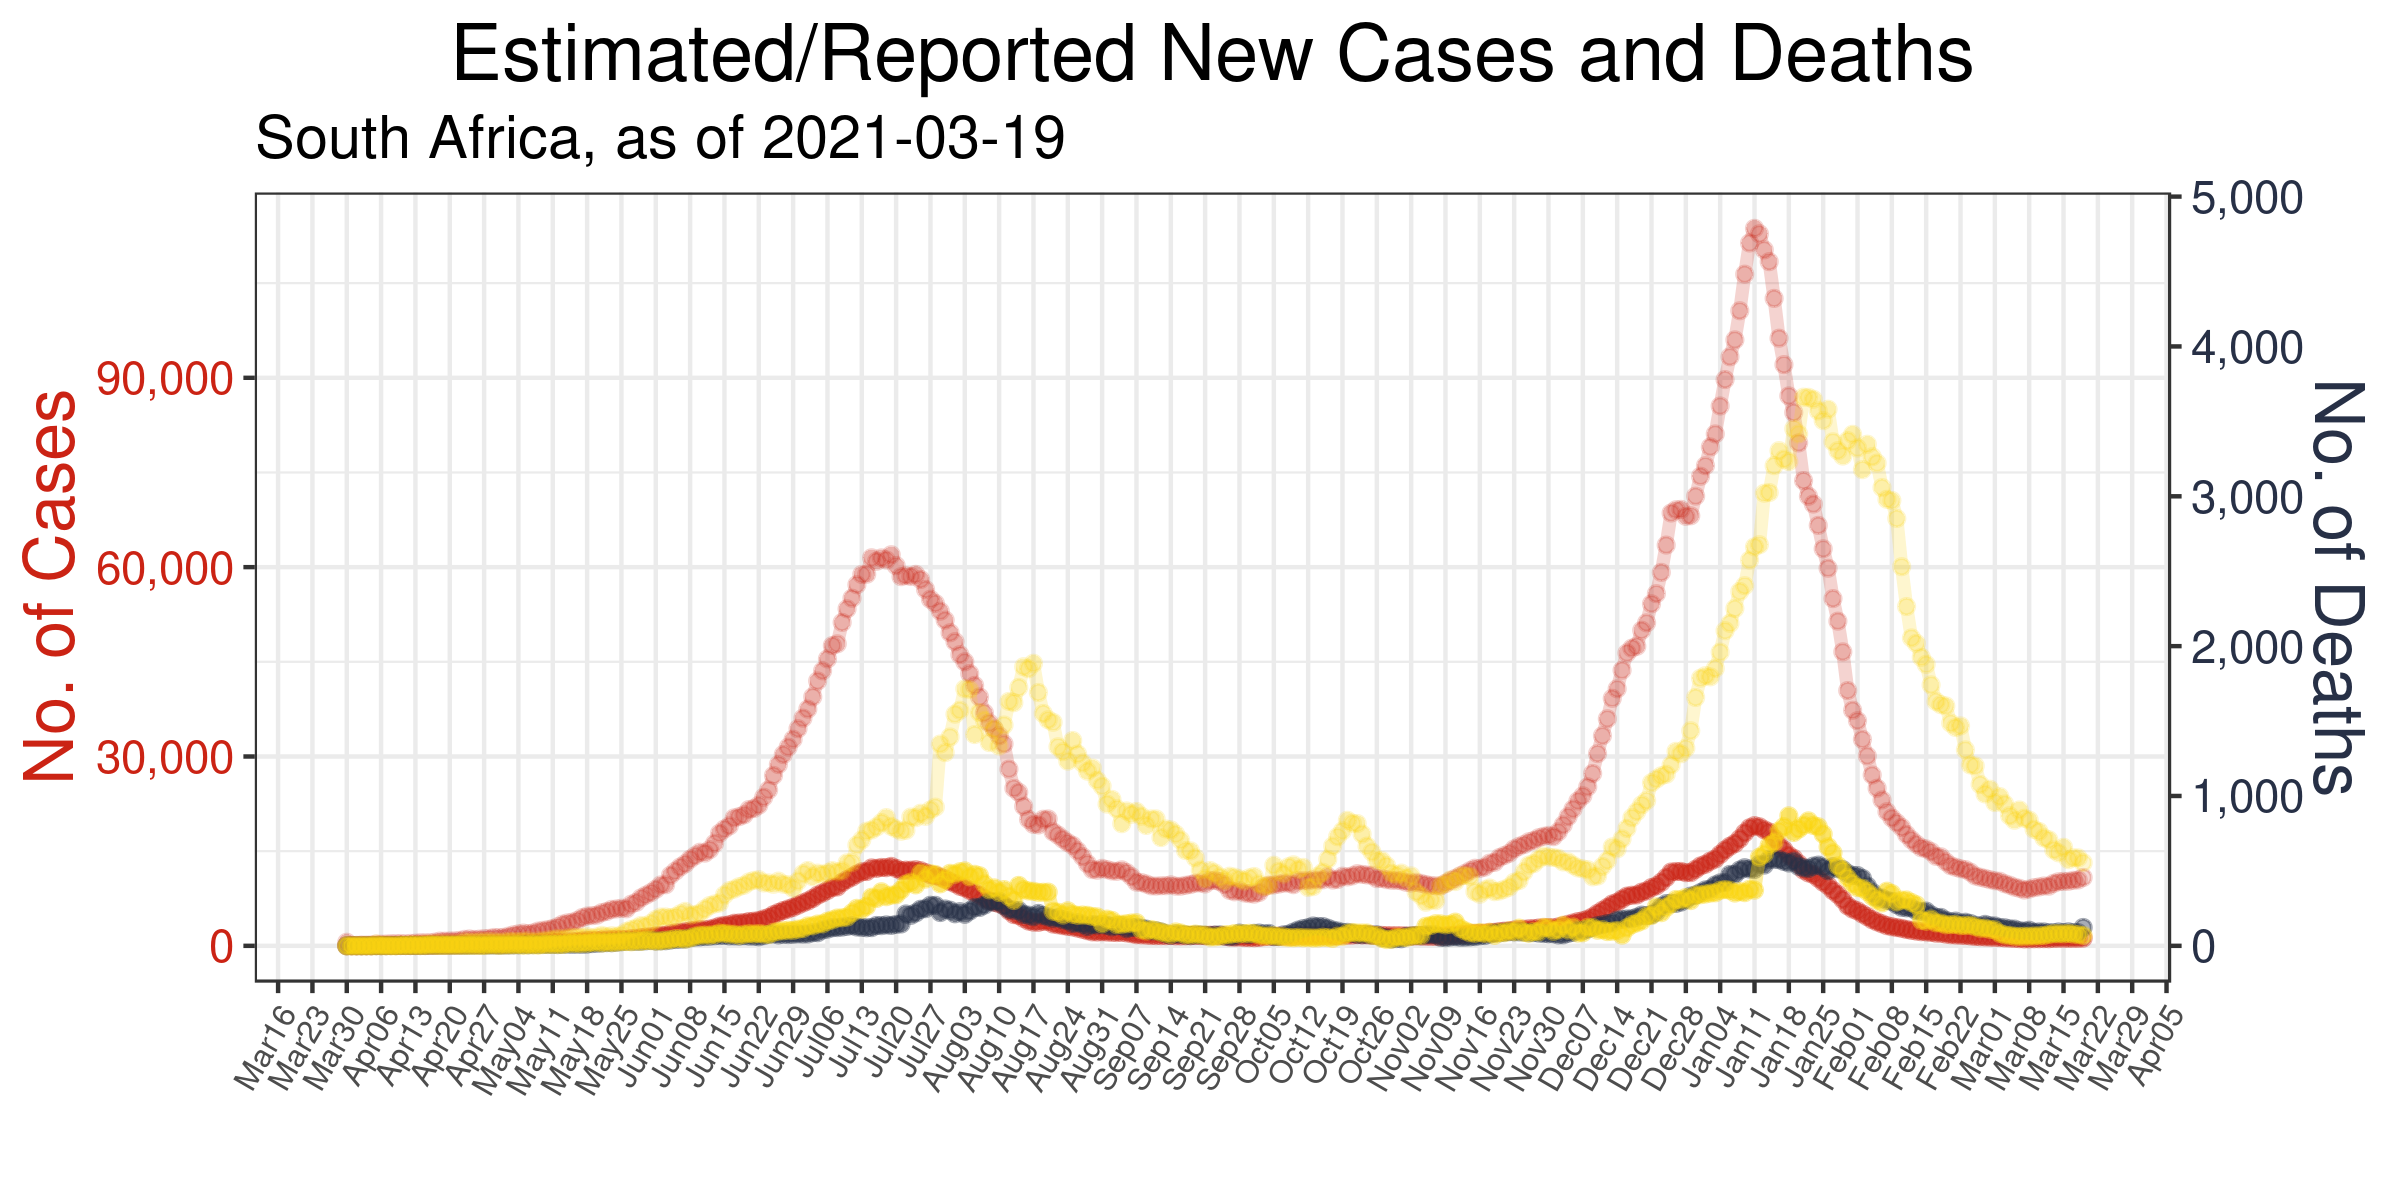 Estimated/Reported New Cases and Deaths
South Africa, as of 2021-03-19
No. of Cases
90,000
60,000
30,000
0
5,000
4,000
3,000
2,000
1,000
0
No. of Deaths
Mar16
Mar23
Mar30
Apr06
Apr13
Apr20
Apr27
May04
May11
May18
May25
Jun01
Jun08
Jun15
Jun22
Jun29
Jul06
Jul13
Jul20
Jul27
Aug03
Aug10
Aug17
Aug24
Aug31
Sep07
Sep14
Sep21
Sep28
Oct05
Oct12
Oct19
Oct26
Nov02
Nov09
Nov16
Nov23
Nov30
Dec07
Dec14
Dec21
Dec28
Jan04
Jan11
Jan18
Jan25
Feb01
Feb08
Feb15
Feb22
Mar01
Mar08
Mar15
Mar22
Mar29
Apr05